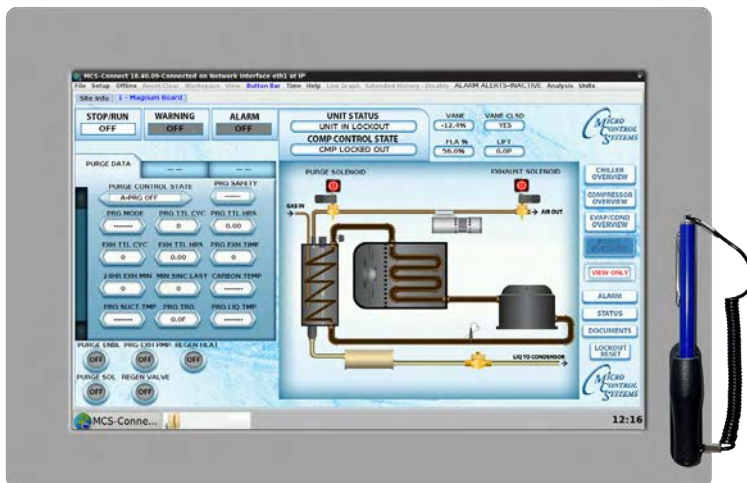 MCS-Connect 18.40.09-Connected on Network Interface eth1 at IP
File Setup Offline Reset/Clear Workspace View Button Bar Time Help Live Graph Extended History - Disable ALARM ALERTS=INACTIVE Analysis Units
Site Info 1 - Magnum Board
STOP/RUN WARNING ALARM
OFF OFF OFF
UNIT STATUS
UNIT IN LOCKOUT
COMP CONTROL STATE
CMP LOCKED OUT
VANE VANE CLSD
-12.4% YES
FLA % LIFT
56.0% 0.0P
MICRO
CONTROL
SYSTEMS
PURGE DATA -- --
PURGE CONTROL STATE PRG SAFETY
A=PRG OFF -----
PRG MODE PRG TTL CYC PRG TTL HRS
------- 0 0.00
EXH TTL CYC EXH TTL HRS PRG EXH TIME
0 0.00 0
24HR EXH MIN MIN SINC LAST CARBON TEMP
0 0 -------
PRG SUCT TMP PRG TRG PRG LIQ TMP
------- 0.0F -------
PURGE ENBL PRG EXH PMP REGEN HEAT
OFF OFF OFF
PURGE SOL REGEN VALVE
OFF OFF
PURGE SOLENOID EXHAUST SOLENOID
GAS IN
AIR OUT
LIQ TO CONDENSOR
CHILLER
OVERVIEW
COMPRESSOR
OVERVIEW
EVAP/COND
OVERVIEW
VIEW ONLY
ALARM
STATUS
DOCUMENTS
LOCKOUT
RESET
MICRO
CONTROL
SYSTEMS
MCS-Conne...
12:16